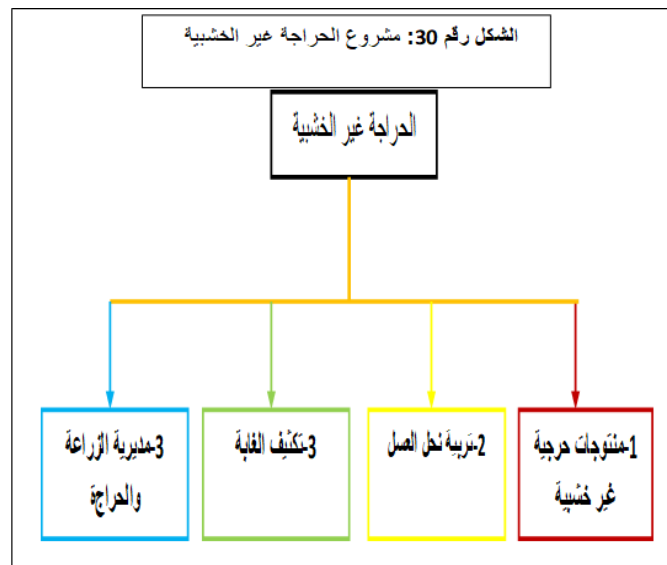 الشكل رقم 30: مشروع الحراجة غير الخشبية
الحراجة غير الخشبية
1-منتوجات حرجية
غير خشبية
2-تربية نحل العسل
3-تكثيف الغابة
3-مديرية الزراعة
والحراجة